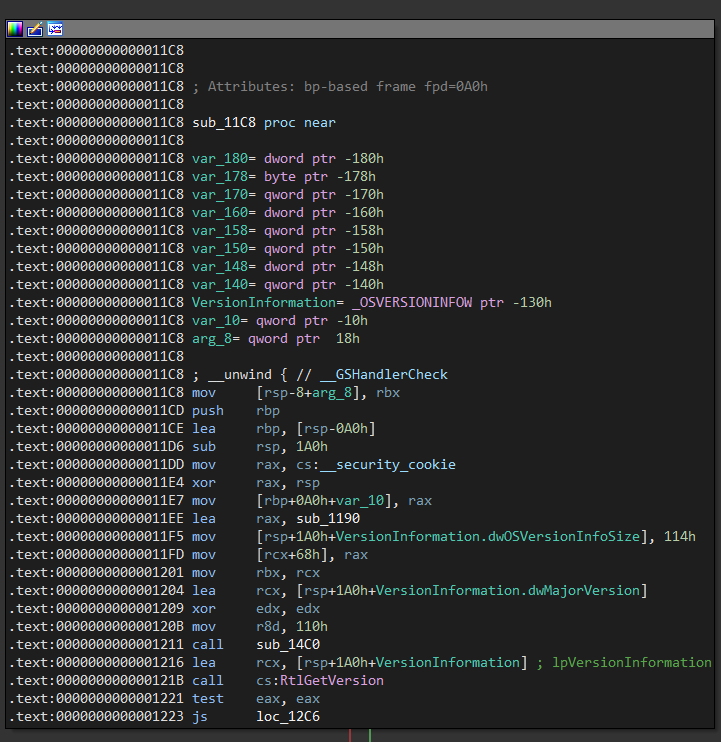 .text:00000000000011C8
.text:00000000000011C8
.text:00000000000011C8 ; Attributes: bp-based frame fpd=0A0h
.text:00000000000011C8
.text:00000000000011C8 sub_11C8 proc near
.text:00000000000011C8
.text:00000000000011C8 var_180= dword ptr -180h
.text:00000000000011C8 var_178= byte ptr -178h
.text:00000000000011C8 var_170= qword ptr -170h
.text:00000000000011C8 var_160= dword ptr -160h
.text:00000000000011C8 var_158= qword ptr -158h
.text:00000000000011C8 var_150= qword ptr -150h
.text:00000000000011C8 var_148= dword ptr -148h
.text:00000000000011C8 var_140= qword ptr -140h
.text:00000000000011C8 VersionInformation= _OSVERSIONINFOW ptr -130h
.text:00000000000011C8 var_10= qword ptr -10h
.text:00000000000011C8 arg_8= qword ptr  18h
.text:00000000000011C8
.text:00000000000011C8 ; __unwind { // __GSHandlerCheck
.text:00000000000011C8 mov     [rsp-8+arg_8], rbx
.text:00000000000011CD push    rbp
.text:00000000000011CE lea     rbp, [rsp-0A0h]
.text:00000000000011D6 sub     rsp, 1A0h
.text:00000000000011DD mov     rax, cs:__security_cookie
.text:00000000000011E4 xor     rax, rsp
.text:00000000000011E7 mov     [rbp+0A0h+var_10], rax
.text:00000000000011EE lea     rax, sub_1190
.text:00000000000011F5 mov     [rsp+1A0h+VersionInformation.dwOSVersionInfoSize], 114h
.text:00000000000011FD mov     [rcx+68h], rax
.text:0000000000001201 mov     rbx, rcx
.text:0000000000001204 lea     rcx, [rsp+1A0h+VersionInformation.dwMajorVersion]
.text:0000000000001209 xor     edx, edx
.text:000000000000120B mov     r8d, 110h
.text:0000000000001211 call    sub_14C0
.text:0000000000001216 lea     rcx, [rsp+1A0h+VersionInformation] ; lpVersionInformation
.text:000000000000121B call    cs:RtlGetVersion
.text:0000000000001221 test    eax, eax
.text:0000000000001223 js      loc_12C6